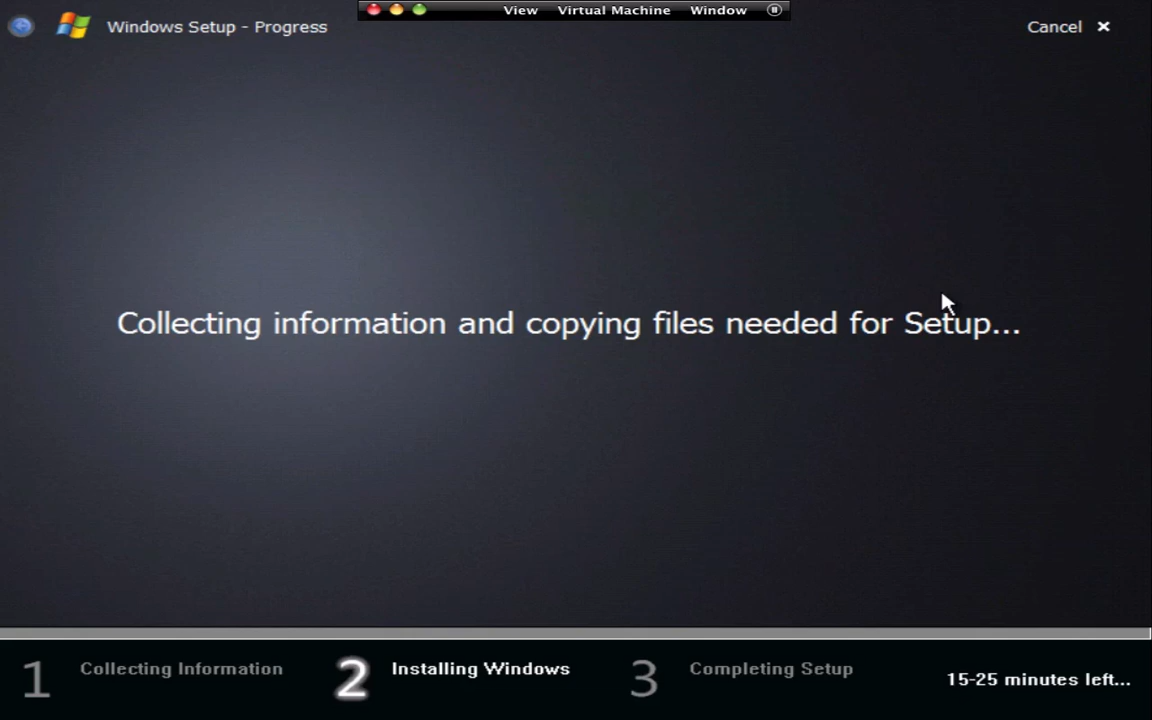 View Virtual Machine Window
Windows Setup - Progress
Cancel
Collecting information and copying files needed for Setup...
1 Collecting Information
2 Installing Windows
3 Completing Setup
15-25 minutes left...